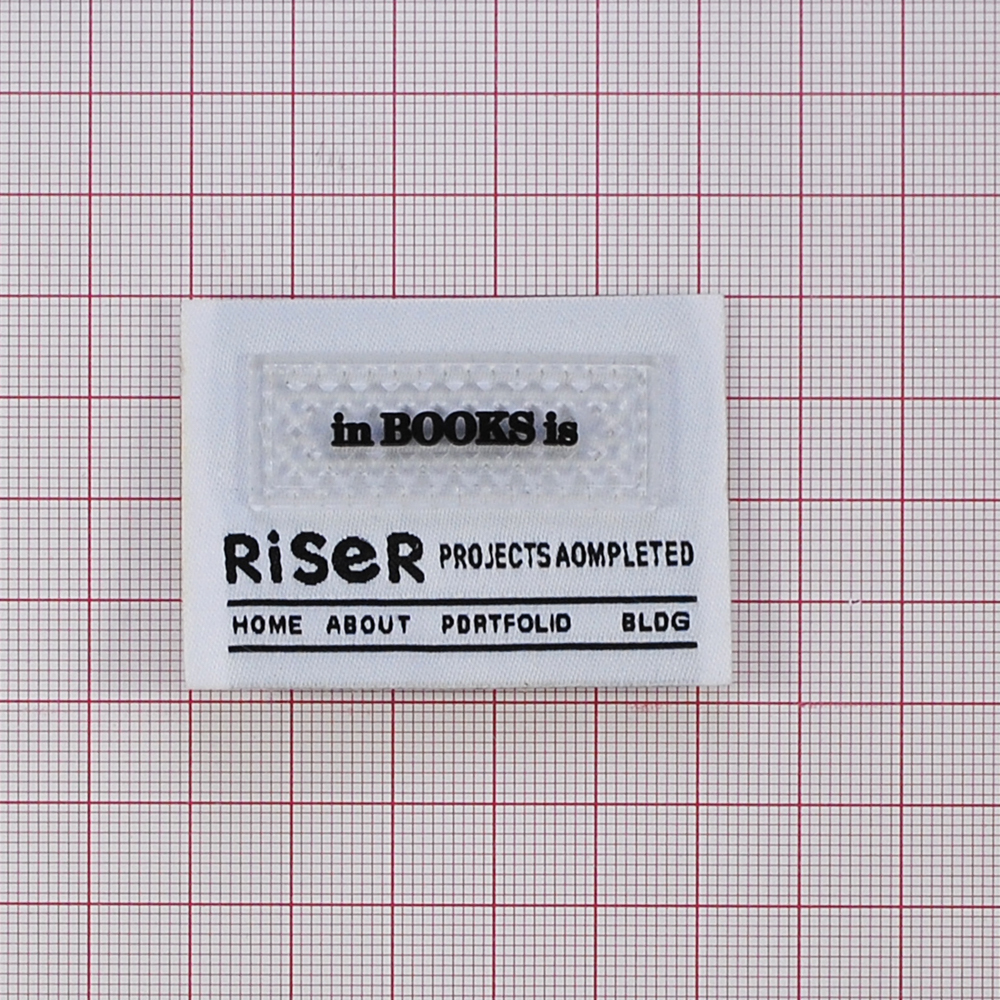 in BOOKS is
RiSeR PROJECTS AOMPLETED
HOME ABOUT PDRTFOLID BLDG